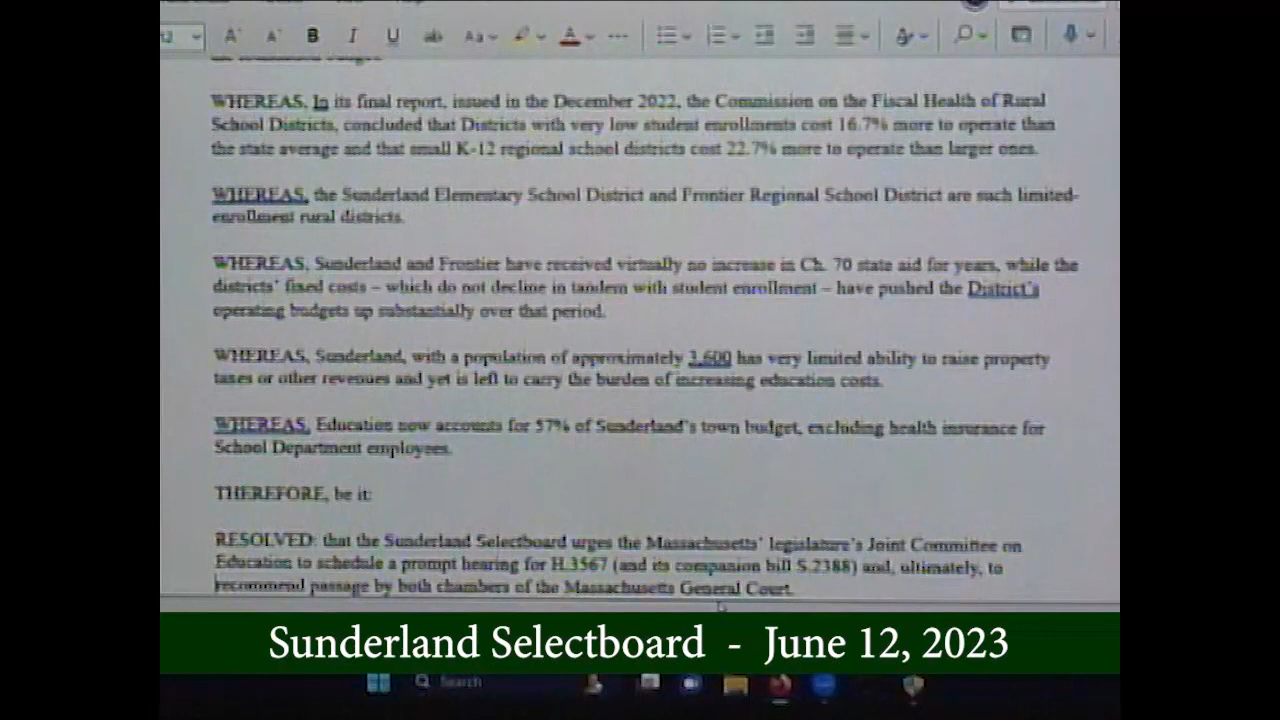 12 A A B I U ab Aa A
WHEREAS, In its final report, issued in the December 2022, the Commission on the Fiscal Health of Rural
School Districts, concluded that Districts with very low student enrollments cost 16.7% more to operate than
the state average and that small K-12 regional school districts cost 22.7% more to operate than larger ones.
WHEREAS, the Sunderland Elementary School District and Frontier Regional School District are such limited-
enrollment rural districts.
WHEREAS, Sunderland and Frontier have received virtually no increase in Ch. 70 state aid for years, while the
districts' fixed costs – which do not decline in tandem with student enrollment – have pushed the District's
operating budgets up substantially over that period.
WHEREAS, Sunderland, with a population of approximately 3,600 has very limited ability to raise property
taxes or other revenues and yet is left to carry the burden of increasing education costs.
WHEREAS, Education now accounts for 57% of Sunderland's town budget, excluding health insurance for
School Department employees.
THEREFORE, be it:
RESOLVED: that the Sunderland Selectboard urges the Massachusetts' legislature's Joint Committee on
Education to schedule a prompt hearing for H.3567 (and its companion bill S.2388) and, ultimately, to
recommend passage by both chambers of the Massachusetts General Court.
Sunderland Selectboard - June 12, 2023
Search